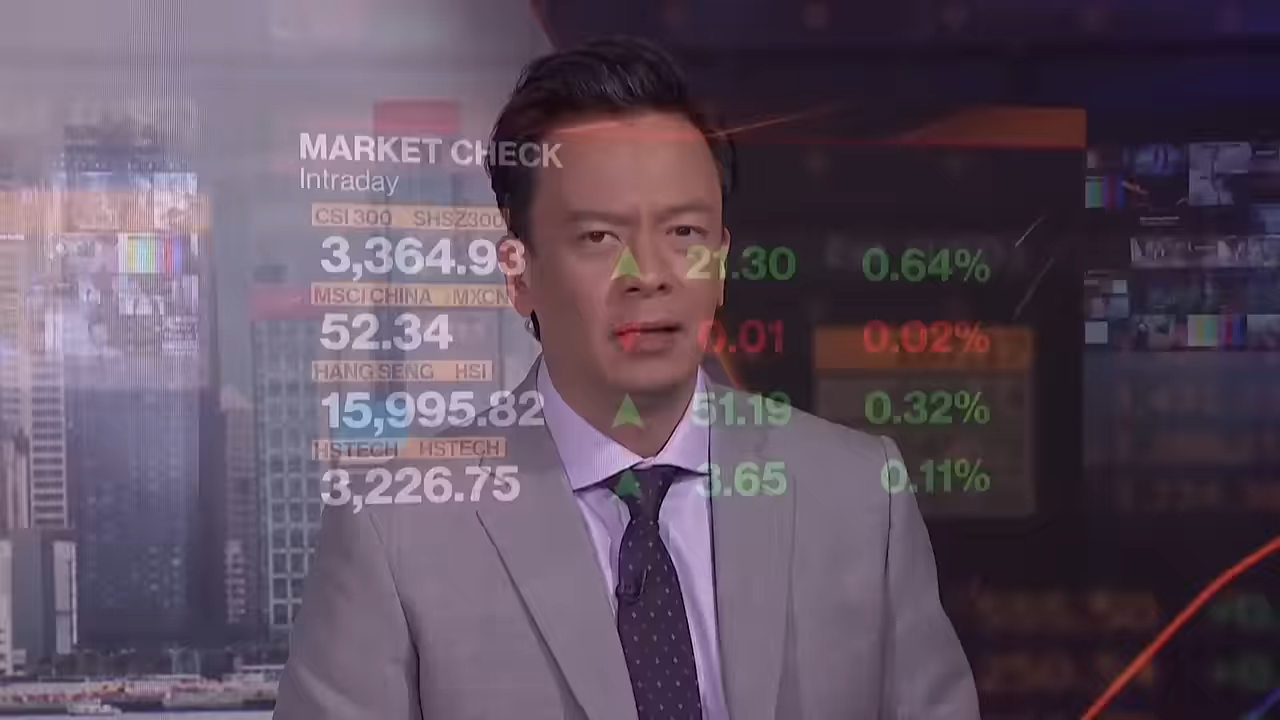 MARKET CHECK
Intraday
CSI 300 SHSZ300
3,364.93 ▲ 21.30 0.64%
MSCI CHINA MXCN
52.34 ▼ 0.01 0.02%
HANG SENG HSI
15,995.82 ▲ 51.19 0.32%
HSTECH HSTECH
3,226.75 ▲ 3.65 0.11%